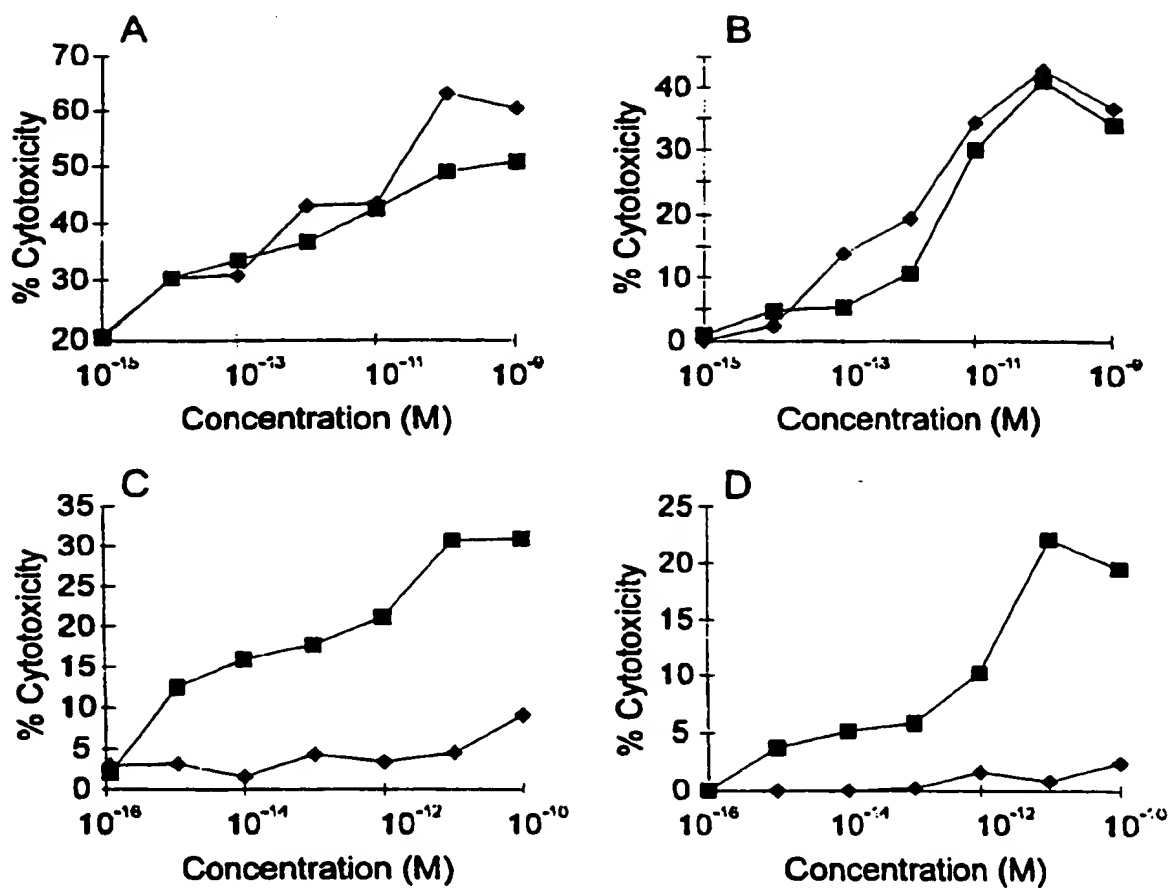 A
% Cytotoxicity
70
60
50
40
30
20
10⁻¹⁵ 10⁻¹³ 10⁻¹¹ 10⁻⁹
Concentration (M)
B
% Cytotoxicity
40
30
20
10
0
10⁻¹⁵ 10⁻¹³ 10⁻¹¹ 10⁻⁹
Concentration (M)
C
% Cytotoxicity
35
30
25
20
15
10
5
0
10⁻¹⁶ 10⁻¹⁴ 10⁻¹² 10⁻¹⁰
Concentration (M)
D
% Cytotoxicity
25
20
15
10
5
0
10⁻¹⁶ 10⁻¹⁴ 10⁻¹² 10⁻¹⁰
Concentration (M)